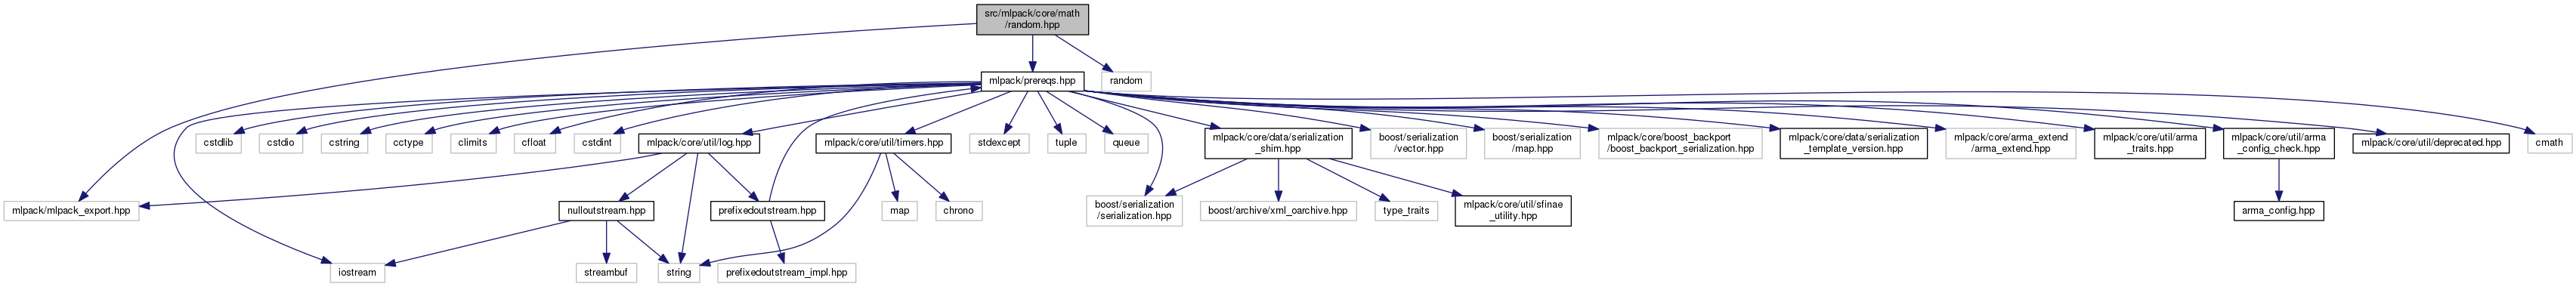 src/mlpack/core/math
/random.hpp
mlpack/prereqs.hpp
random
cstdlib
cstdio
cstring
cctype
climits
cfloat
cstdint
mlpack/core/util/log.hpp
mlpack/core/util/timers.hpp
stdexcept
tuple
queue
mlpack/core/data/serialization
_shim.hpp
boost/serialization
/vector.hpp
boost/serialization
/map.hpp
mlpack/core/boost_backport
/boost_backport_serialization.hpp
mlpack/core/data/serialization
_template_version.hpp
mlpack/core/arma_extend
/arma_extend.hpp
mlpack/core/util/arma
_traits.hpp
mlpack/core/util/arma
_config_check.hpp
mlpack/core/util/deprecated.hpp
cmath
mlpack/mlpack_export.hpp
nulloutstream.hpp
prefixedoutstream.hpp
map
chrono
boost/serialization
/serialization.hpp
boost/archive/xml_oarchive.hpp
type_traits
mlpack/core/util/sfinae
_utility.hpp
arma_config.hpp
iostream
streambuf
string
prefixedoutstream_impl.hpp